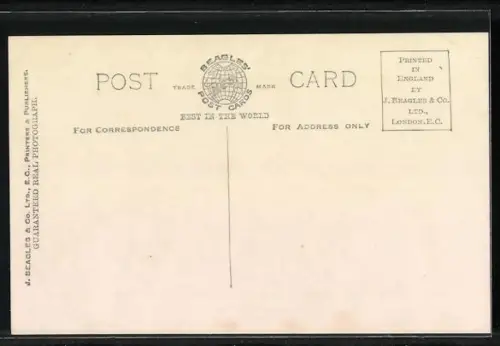 POST CARD
BEAGLES'
POST CARDS
TRADE MARK
BEST IN THE WORLD
FOR CORRESPONDENCE
FOR ADDRESS ONLY
PRINTED
IN
ENGLAND
BY
J. BEAGLES & CO.
LTD.,
LONDON. E.C.
J. BEAGLES & CO. LTD., E.C., PRINTERS & PUBLISHERS.
GUARANTEED REAL PHOTOGRAPH.